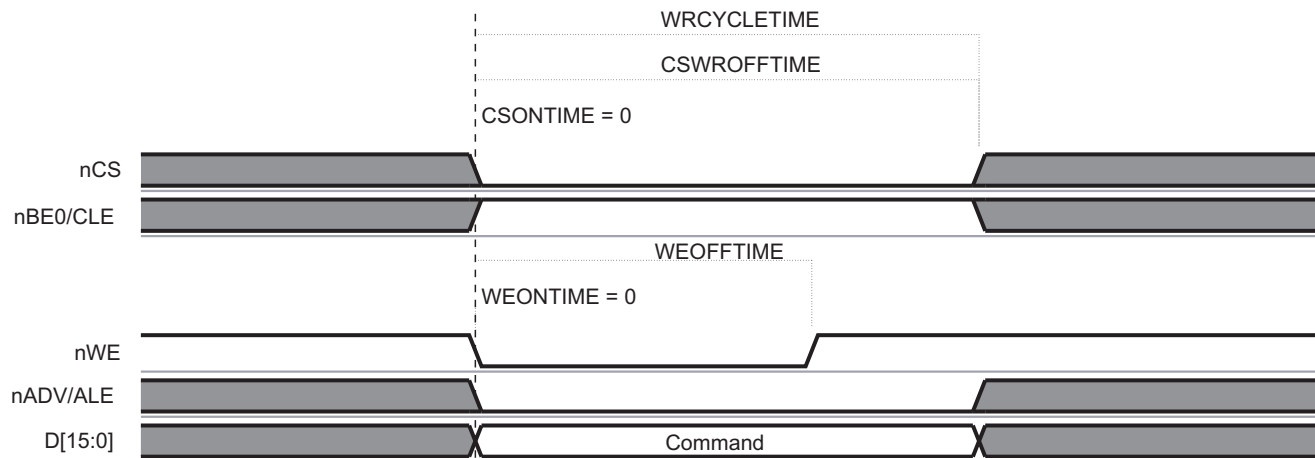 WRCYCLETIME
CSWROFFTIME
CSONTIME = 0
nCS
nBE0/CLE
WEOFFTIME
WEONTIME = 0
nWE
nADV/ALE
D[15:0]
Command